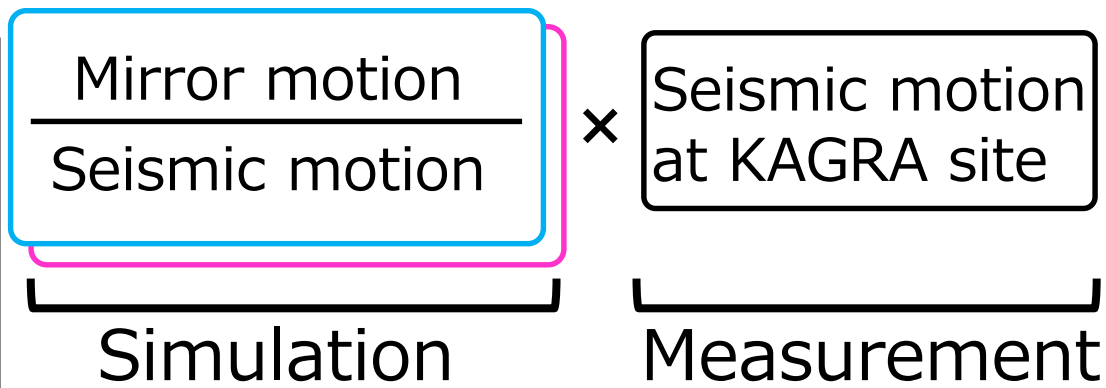 Mirror motion
Seismic motion
×
Seismic motion
at KAGRA site
Simulation
Measurement